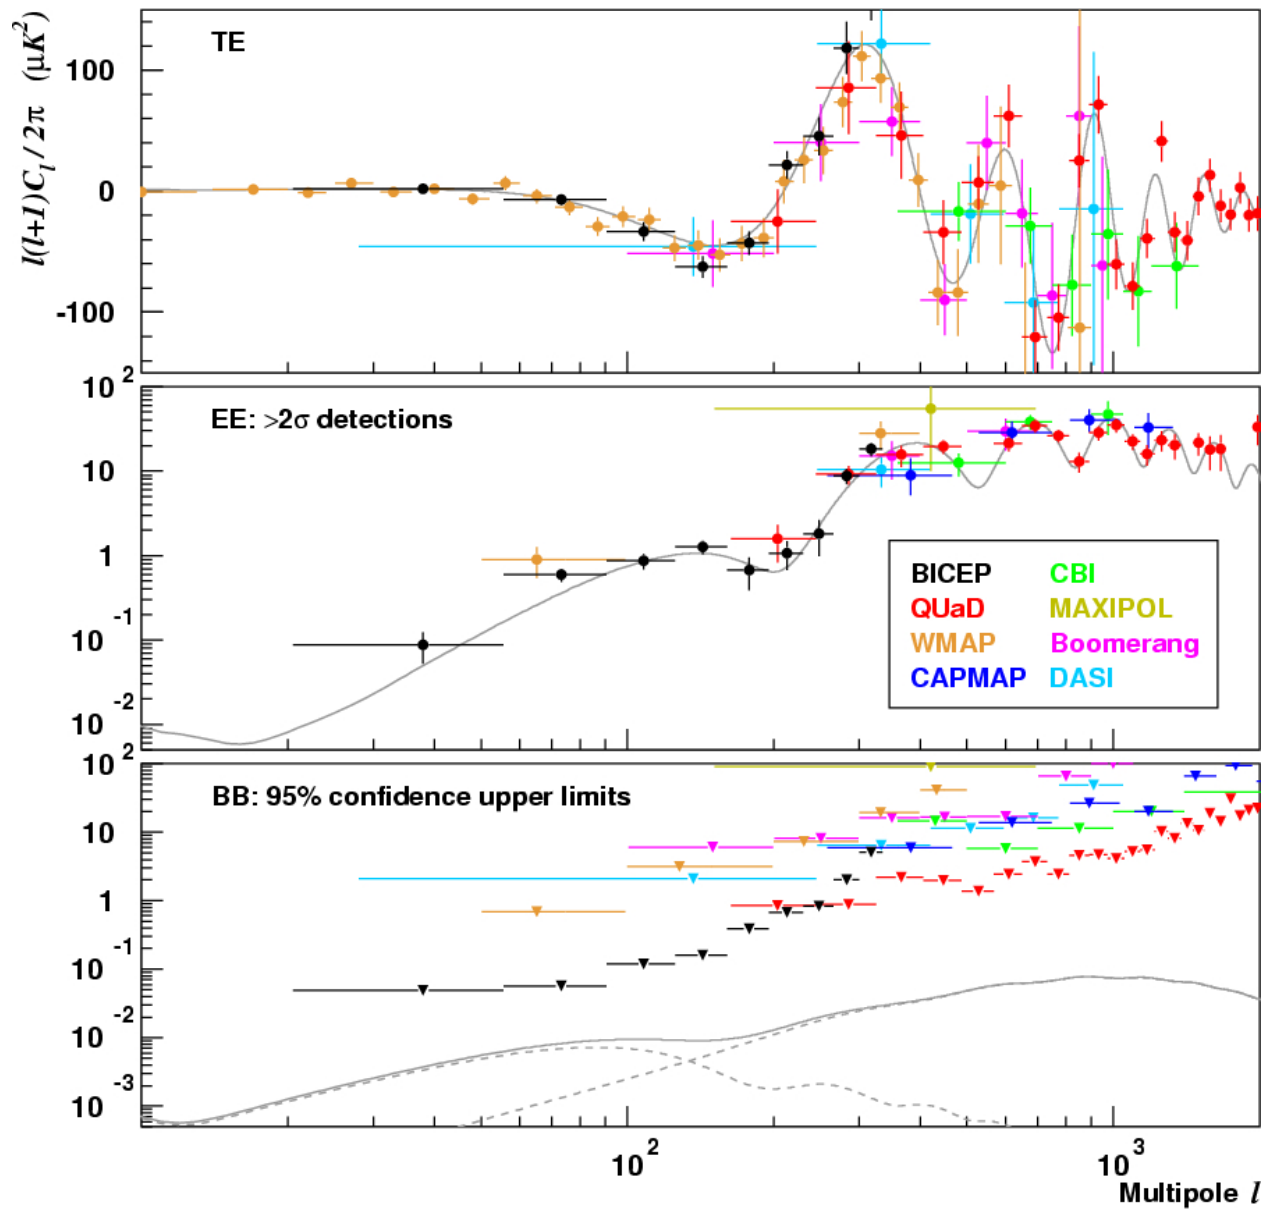 l(l+1)C_l / 2π (μK²)
TE
100
0
-100
EE: >2σ detections
10²
10
1
10⁻¹
10⁻²
BICEP CBI
QUaD MAXIPOL
WMAP Boomerang
CAPMAP DASI
BB: 95% confidence upper limits
10²
10
1
10⁻¹
10⁻²
10⁻³
10² 10³
Multipole l